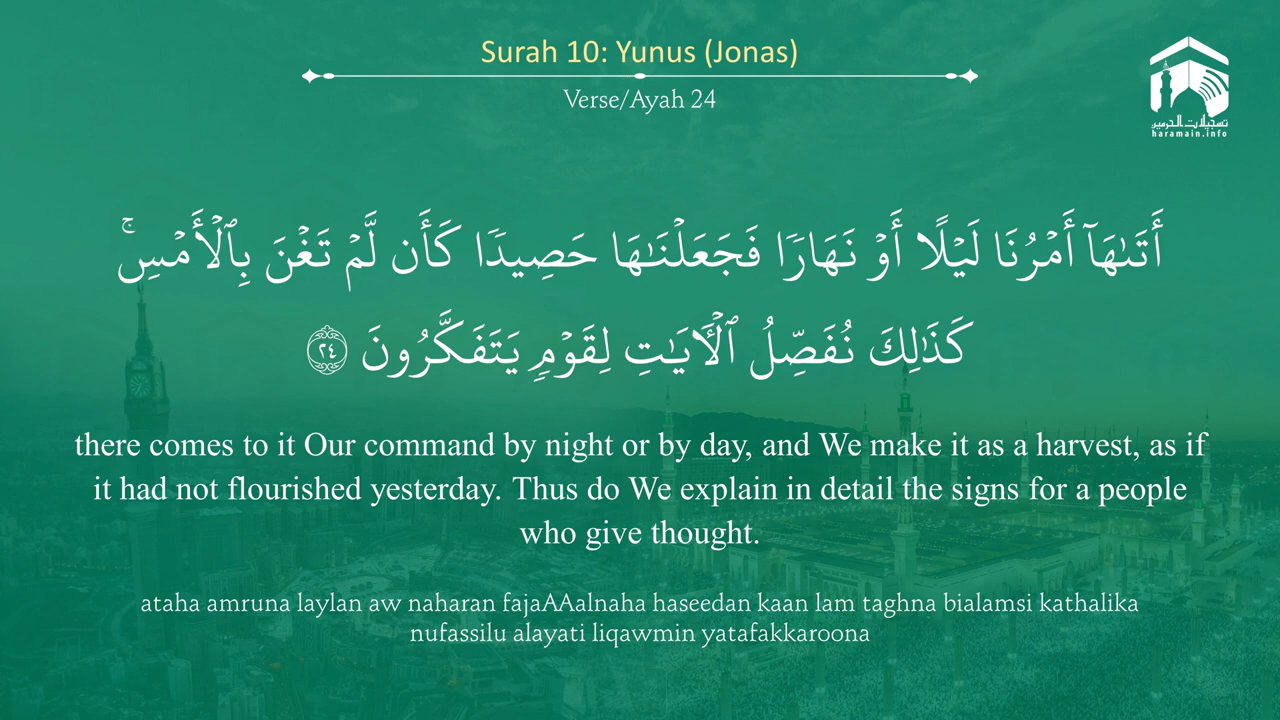 Surah 10: Yunus (Jonas)
Verse/Ayah 24
تسجيلات الحرمين
haramain.info
أَتَىٰهَآ أَمۡرُنَا لَيۡلًا أَوۡ نَهَارٗا فَجَعَلۡنَٰهَا حَصِيدٗا كَأَن لَّمۡ تَغۡنَ بِٱلۡأَمۡسِۚ
كَذَٰلِكَ نُفَصِّلُ ٱلۡأٓيَٰتِ لِقَوۡمٖ يَتَفَكَّرُونَ ٢٤
there comes to it Our command by night or by day, and We make it as a harvest, as if
it had not flourished yesterday. Thus do We explain in detail the signs for a people
who give thought.
ataha amruna laylan aw naharan fajaAAalnaha haseedan kaan lam taghna bialamsi kathalika
nufassilu alayati liqawmin yatafakkaroona